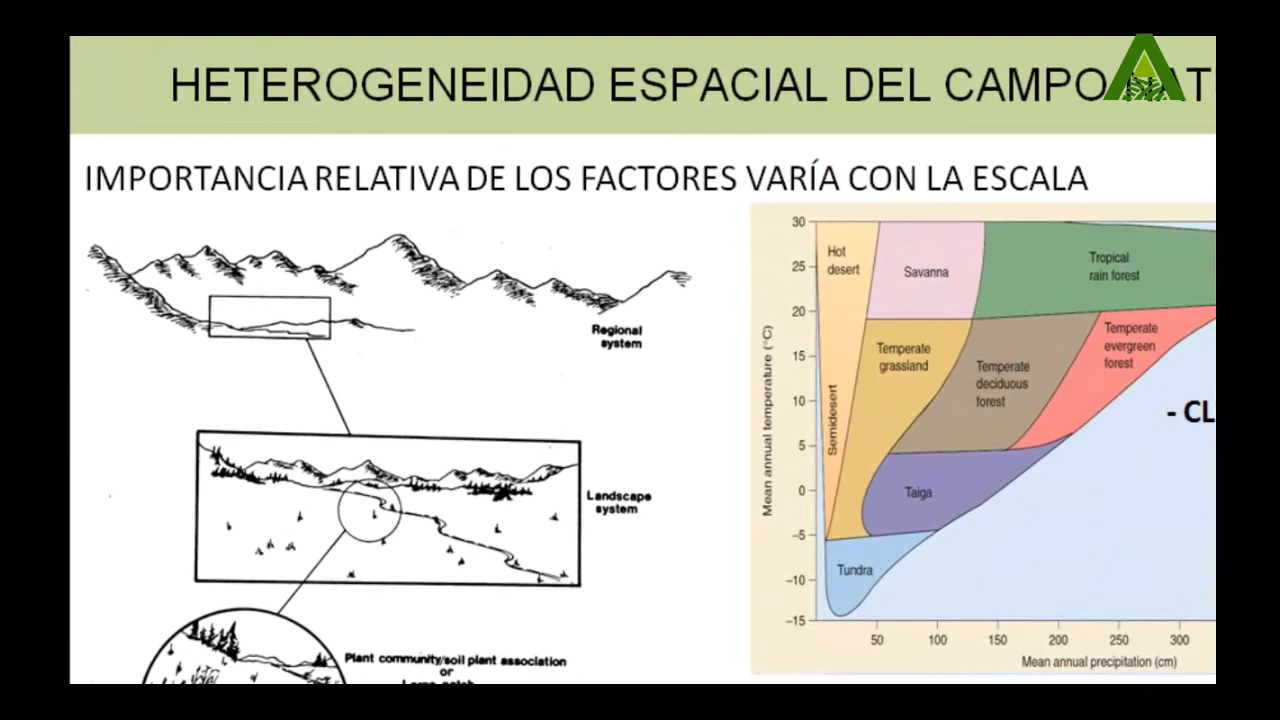 HETEROGENEIDAD ESPACIAL DEL CAMPO
IMPORTANCIA RELATIVA DE LOS FACTORES VARÍA CON LA ESCALA
Regional
system
Landscape
system
Plant community/soil plant association
or
30
25
20
15
10
5
0
−5
−10
−15
Mean annual temperature (°C)
Hot
desert
Savanna
Tropical
rain forest
Temperate
grassland
Temperate
deciduous
forest
Temperate
evergreen
forest
Semidesert
Taiga
Tundra
- CL
50 100 150 200 250 300
Mean annual precipitation (cm)